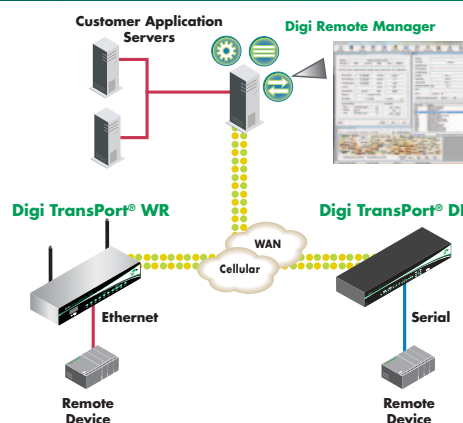 Customer Application
Servers
Digi Remote Manager
Digi TransPort® WR
Digi TransPort®
WAN
Cellular
Ethernet
Serial
Remote
Device
Remote
Device